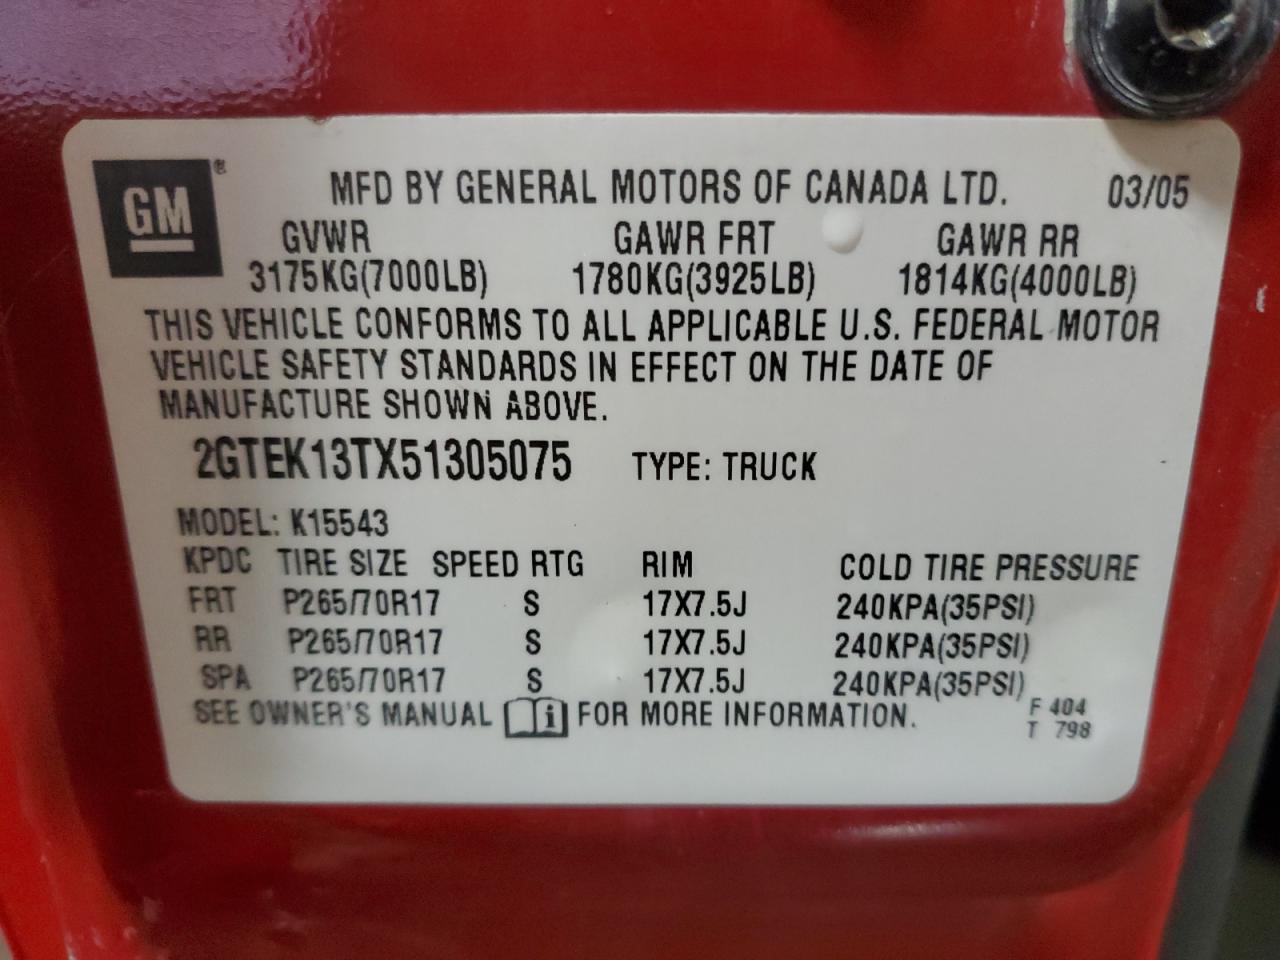 GM ® MFD BY GENERAL MOTORS OF CANADA LTD. 03/05
GVWR GAWR FRT GAWR RR
3175KG(7000LB) 1780KG(3925LB) 1814KG(4000LB)
THIS VEHICLE CONFORMS TO ALL APPLICABLE U.S. FEDERAL MOTOR
VEHICLE SAFETY STANDARDS IN EFFECT ON THE DATE OF
MANUFACTURE SHOWN ABOVE.
2GTEK13TX51305075 TYPE: TRUCK
MODEL: K15543
KPDC TIRE SIZE SPEED RTG RIM COLD TIRE PRESSURE
FRT P265/70R17 S 17X7.5J 240KPA(35PSI)
RR P265/70R17 S 17X7.5J 240KPA(35PSI)
SPA P265/70R17 S 17X7.5J 240KPA(35PSI)
SEE OWNER'S MANUAL i FOR MORE INFORMATION. F 404
T 798